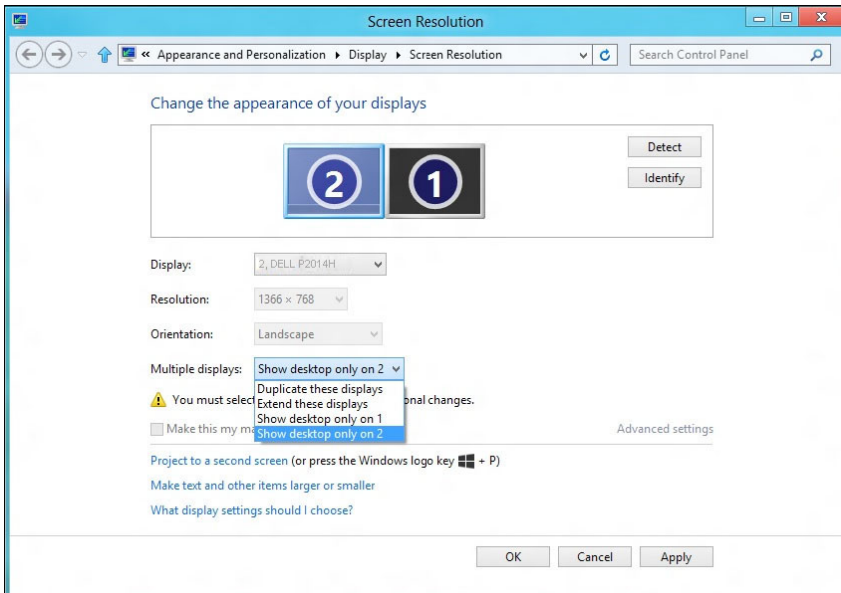 Screen Resolution
« Appearance and Personalization ▸ Display ▸ Screen Resolution
Search Control Panel
Change the appearance of your displays
2
1
Detect
Identify
Display: 2, DELL P2014H
Resolution: 1366 × 768
Orientation: Landscape
Multiple displays: Show desktop only on 2
Duplicate these displays
You must selec onal changes.
Extend these displays
Show desktop only on 1
Make this my ma
Show desktop only on 2
Advanced settings
Project to a second screen (or press the Windows logo key + P)
Make text and other items larger or smaller
What display settings should I choose?
OK Cancel Apply